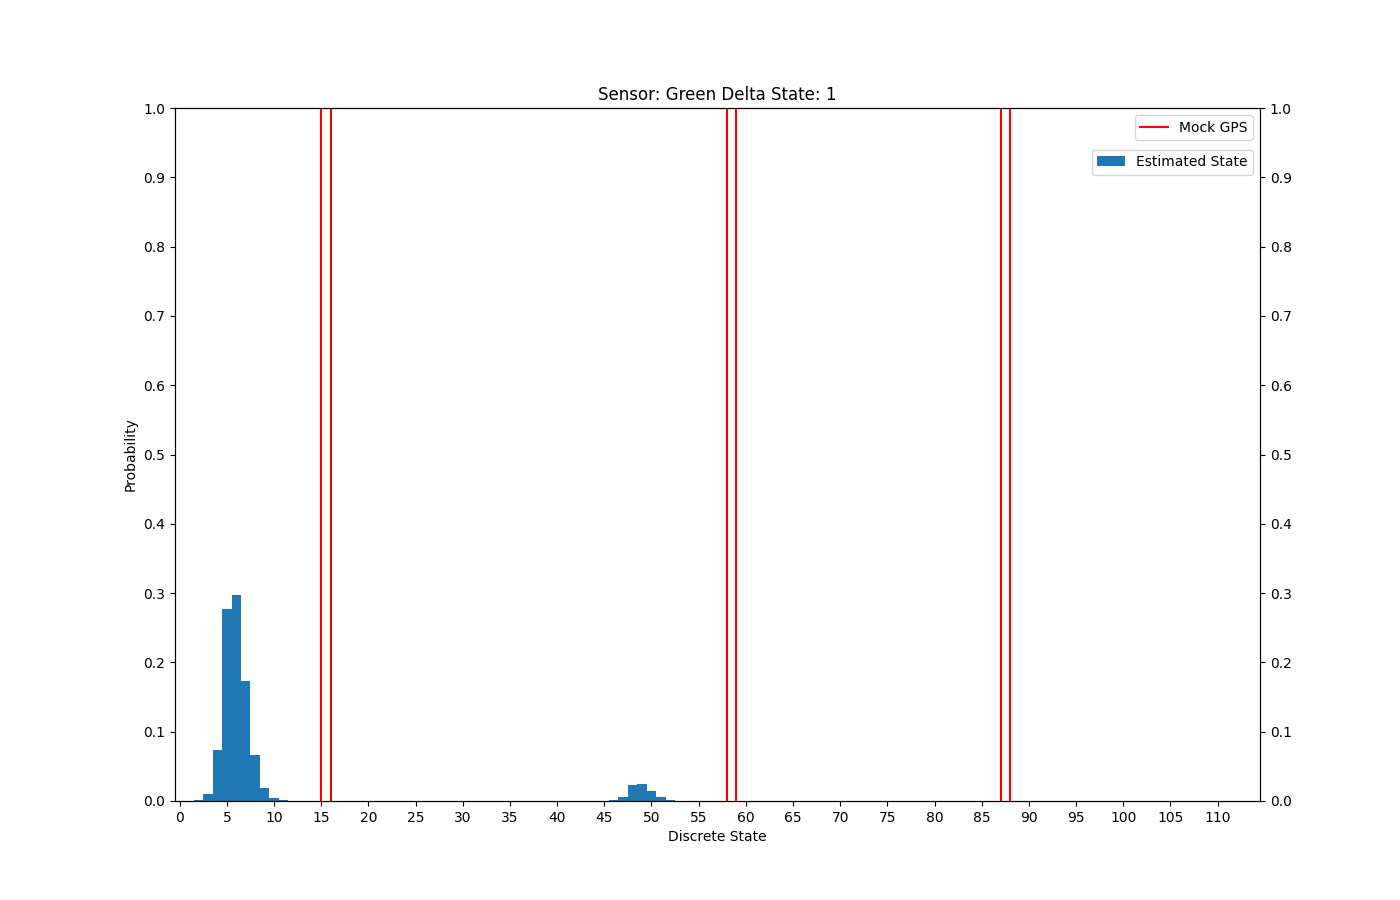 Sensor: Green Delta State: 1
1.0 1.0
Mock GPS
Estimated State
0.9 0.9
0.8 0.8
0.7 0.7
0.6 0.6
0.5 0.5
Probability
0.4 0.4
0.3 0.3
0.2 0.2
0.1 0.1
0.0 0.0
0 5 10 15 20 25 30 35 40 45 50 55 60 65 70 75 80 85 90 95 100 105 110
Discrete State